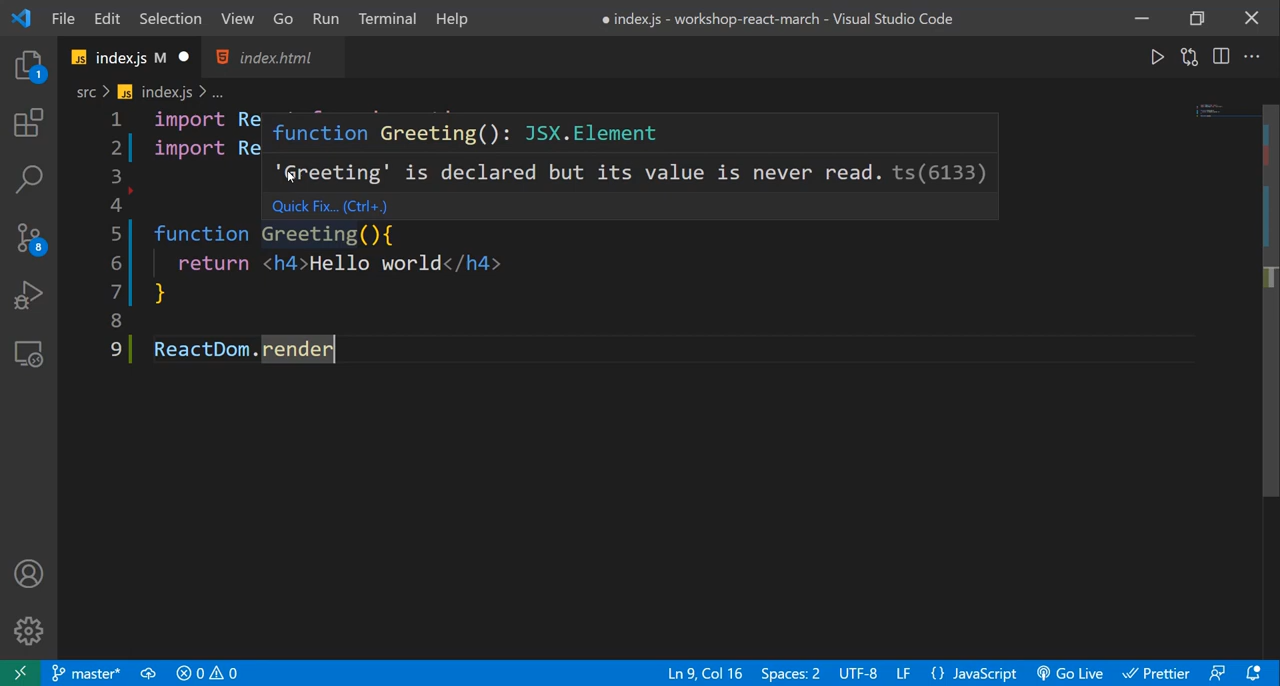 File Edit Selection View Go Run Terminal Help ● index.js - workshop-react-march - Visual Studio Code
JS index.js M index.html
1
src > JS index.js > ...
1 import Re
function Greeting(): JSX.Element
2 import Re
'Greeting' is declared but its value is never read. ts(6133)
3
Quick Fix... (Ctrl+.)
4
5 function Greeting(){
8
6 return <h4>Hello world</h4>
7 }
8
9 ReactDom.render
master* 0 0 Ln 9, Col 16 Spaces: 2 UTF-8 LF {} JavaScript Go Live Prettier